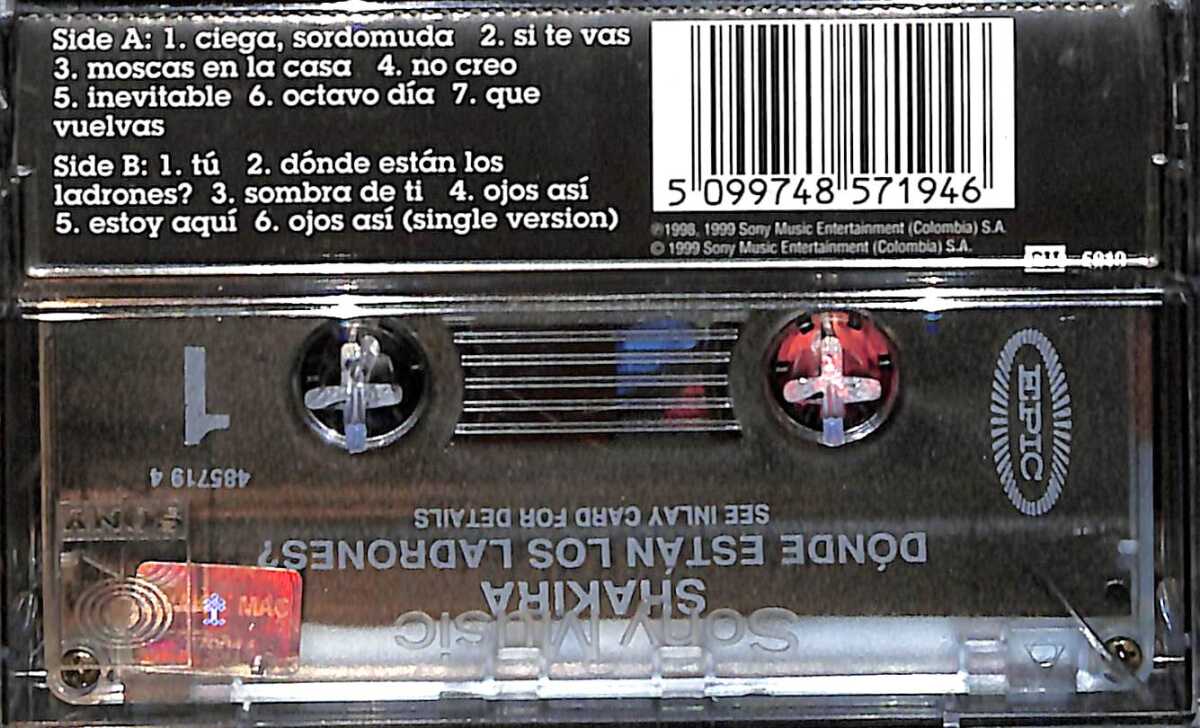 Side A: 1. ciega, sordomuda 2. si te vas
3. moscas en la casa 4. no creo
5. inevitable 6. octavo día 7. que
vuelvas
Side B: 1. tú 2. dónde están los
ladrones? 3. sombra de ti 4. ojos así
5. estoy aquí 6. ojos así (single version)
5 099748 571946
℗1998, 1999 Sony Music Entertainment (Colombia) S.A.
© 1999 Sony Music Entertainment (Colombia) S.A.
1
485719 4
EPIC
SONY
SEE INLAY CARD FOR DETAILS
DÓNDE ESTÁN LOS LADRONES?
SHAKIRA
Sony Music